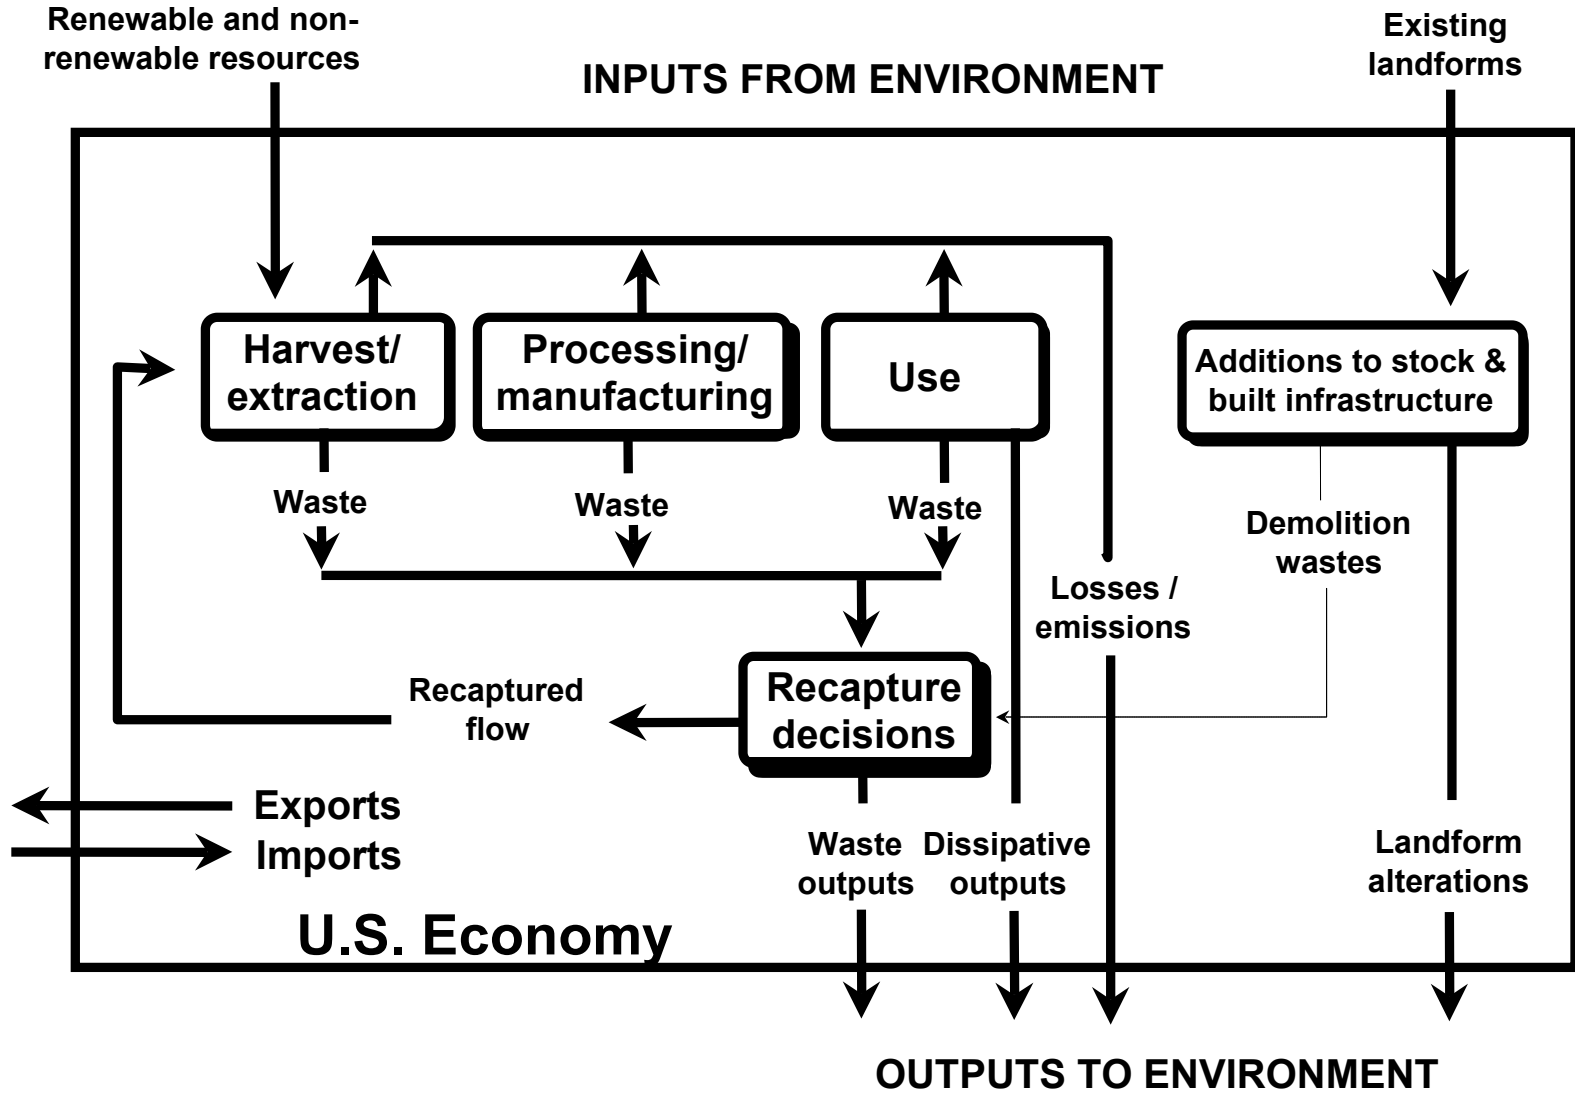 Renewable and non-
renewable resources
INPUTS FROM ENVIRONMENT
Existing
landforms
Harvest/
extraction
Processing/
manufacturing
Use
Additions to stock &
built infrastructure
Waste
Waste
Waste
Demolition
wastes
Losses /
emissions
Recaptured
flow
Recapture
decisions
Exports
Imports
Waste
outputs
Dissipative
outputs
Landform
alterations
U.S. Economy
OUTPUTS TO ENVIRONMENT